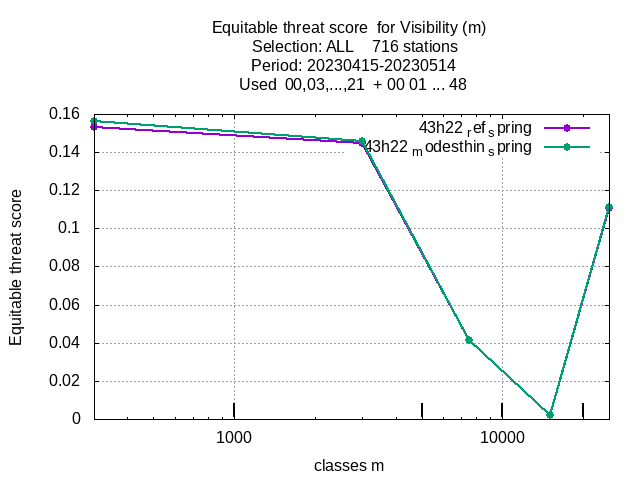 Equitable threat score  for Visibility (m)
Selection: ALL    716 stations
Period: 20230415-20230514
Used  00,03,...,21  + 00 01 ... 48
0.16
0.14
0.12
0.1
0.08
0.06
0.04
0.02
0
Equitable threat score
43h22 ref spring
43h22 modesthin spring
1000
10000
classes m